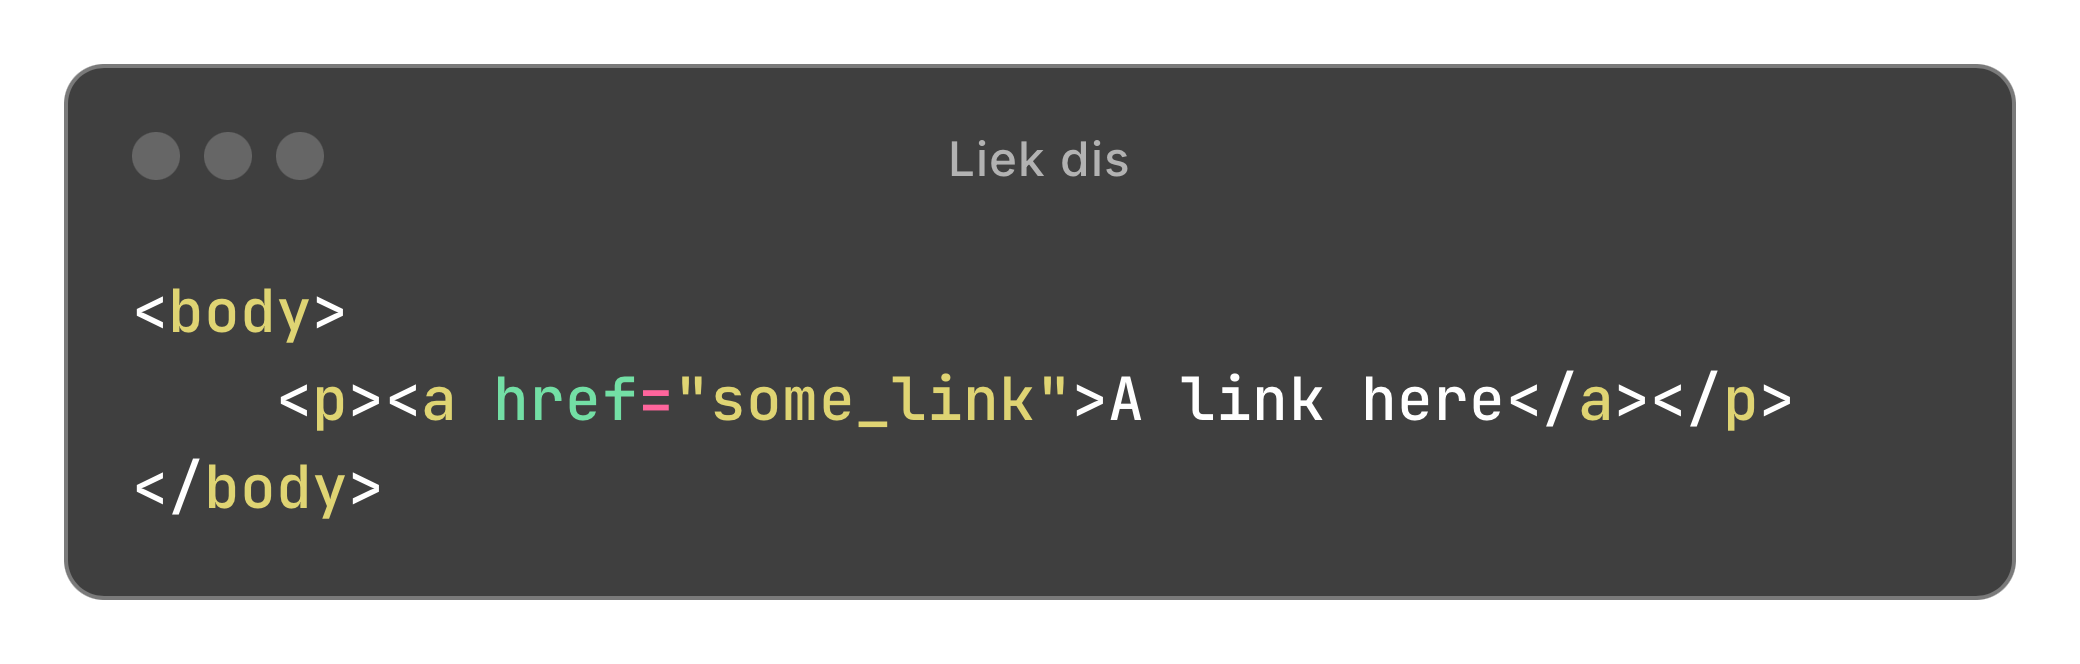 Liek dis
<body>
    <p><a href="some_link">A link here</a></p>
</body>